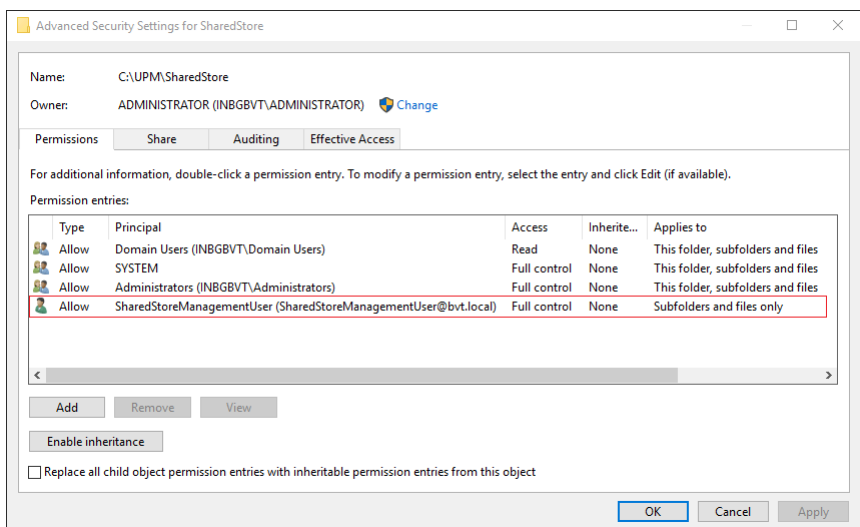 Advanced Security Settings for SharedStore
Name: C:\UPM\SharedStore
Owner: ADMINISTRATOR (INBGBVT\ADMINISTRATOR) Change
Permissions Share Auditing Effective Access
For additional information, double-click a permission entry. To modify a permission entry, select the entry and click Edit (if available).
Permission entries:
Type Principal Access Inherite... Applies to
Allow Domain Users (INBGBVT\Domain Users) Read None This folder, subfolders and files
Allow SYSTEM Full control None This folder, subfolders and files
Allow Administrators (INBGBVT\Administrators) Full control None This folder, subfolders and files
Allow SharedStoreManagementUser (SharedStoreManagementUser@bvt.local) Full control None Subfolders and files only
Add Remove View
Enable inheritance
Replace all child object permission entries with inheritable permission entries from this object
OK Cancel Apply